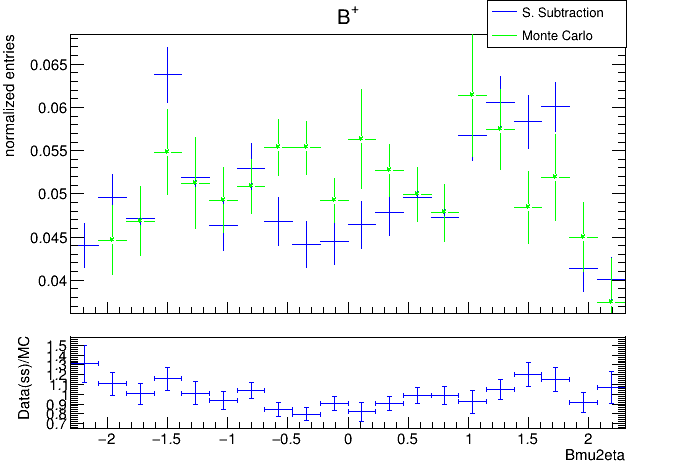 B+
S. Subtraction
Monte Carlo
normalized entries
0.065
0.06
0.055
0.05
0.045
0.04
Data(ss)/MC
1.5
1.4
1.3
1.2
1.1
1
0.9
0.8
0.7
−2 −1.5 −1 −0.5 0 0.5 1 1.5 2
Bmu2eta